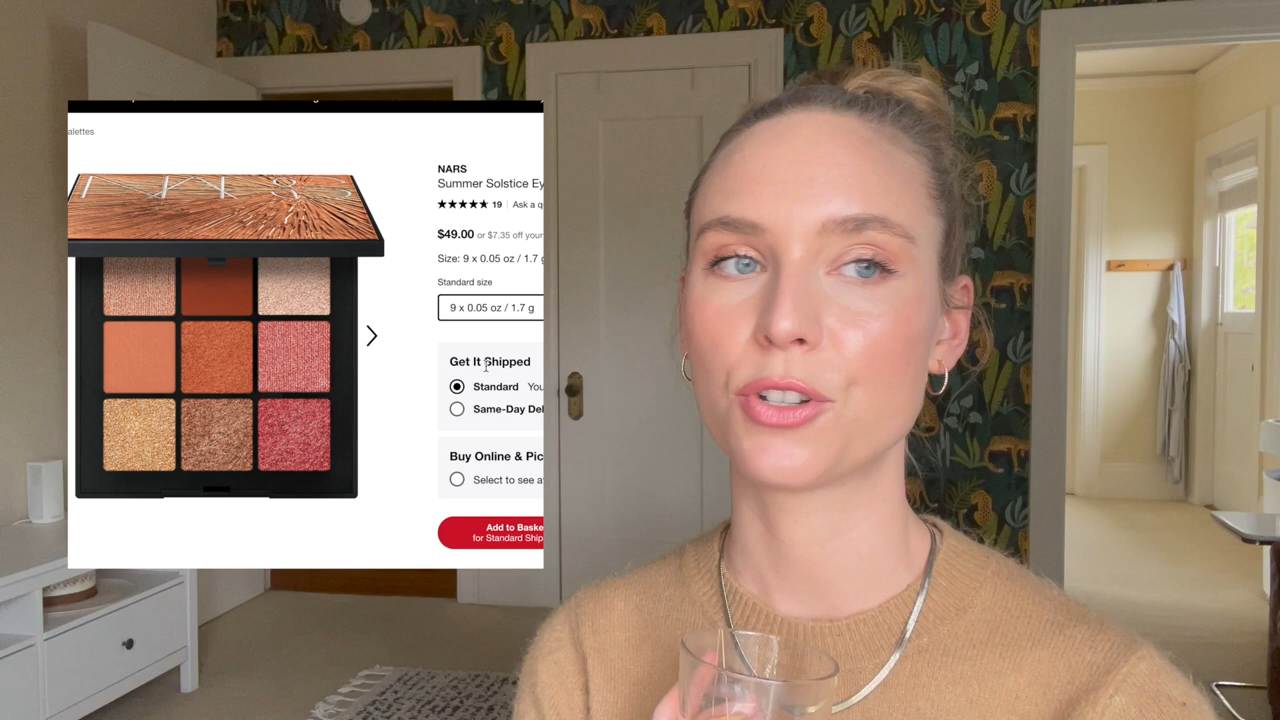 alettes
NARS
NARS
Summer Solstice Ey
19 | Ask a q
$49.00 or $7.35 off your
Size: 9 x 0.05 oz / 1.7 g
Standard size
9 x 0.05 oz / 1.7 g
Get It Shipped
Standard You
Same-Day Del
Buy Online & Pic
Select to see a
Add to Baske
for Standard Ship